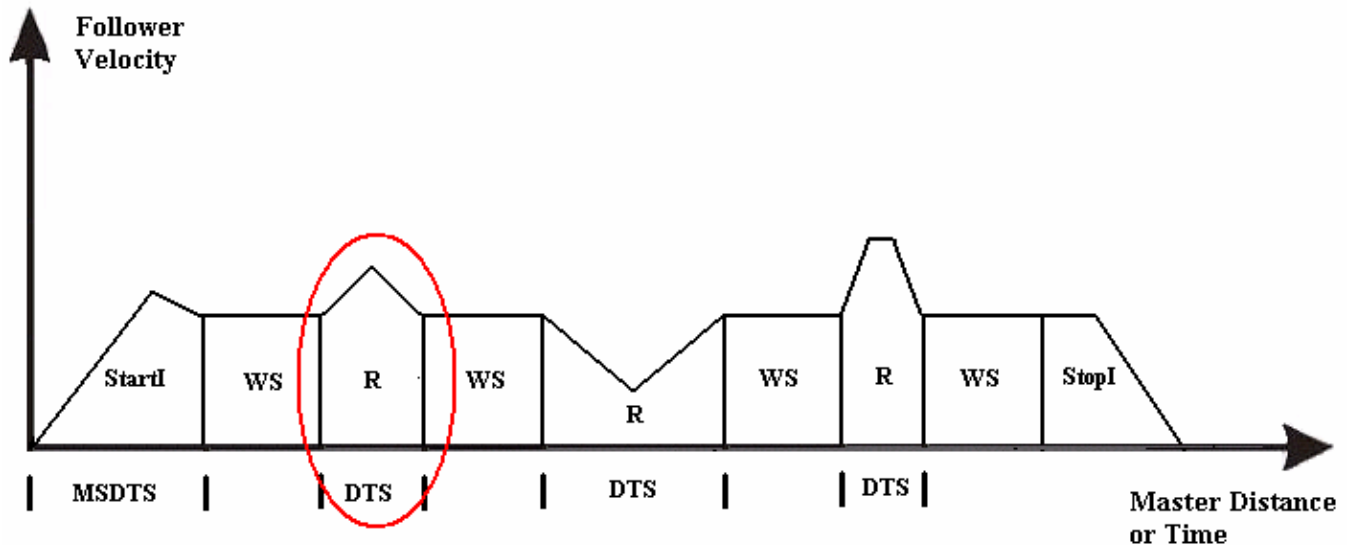 Follower
Velocity
StartI
WS
R
WS
R
WS
R
WS
StopI
MSDTS
DTS
DTS
DTS
Master Distance
or Time